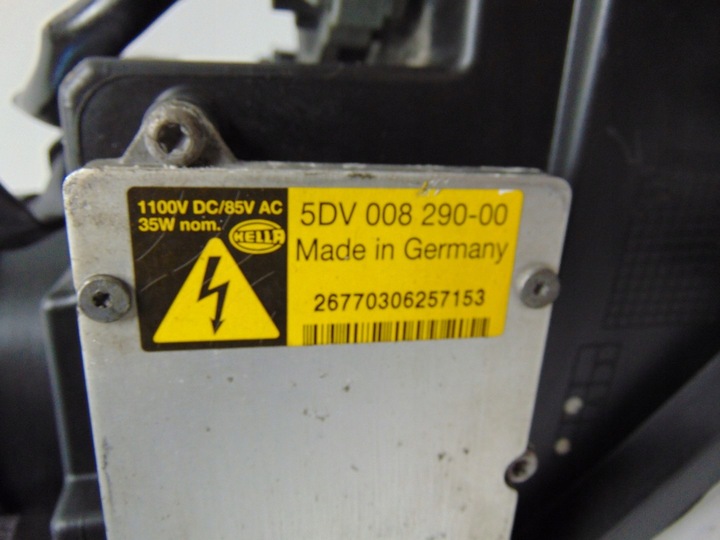 1100V DC/85V AC
35W nom.
HELLA
5DV 008 290-00
Made in Germany
26770306257153